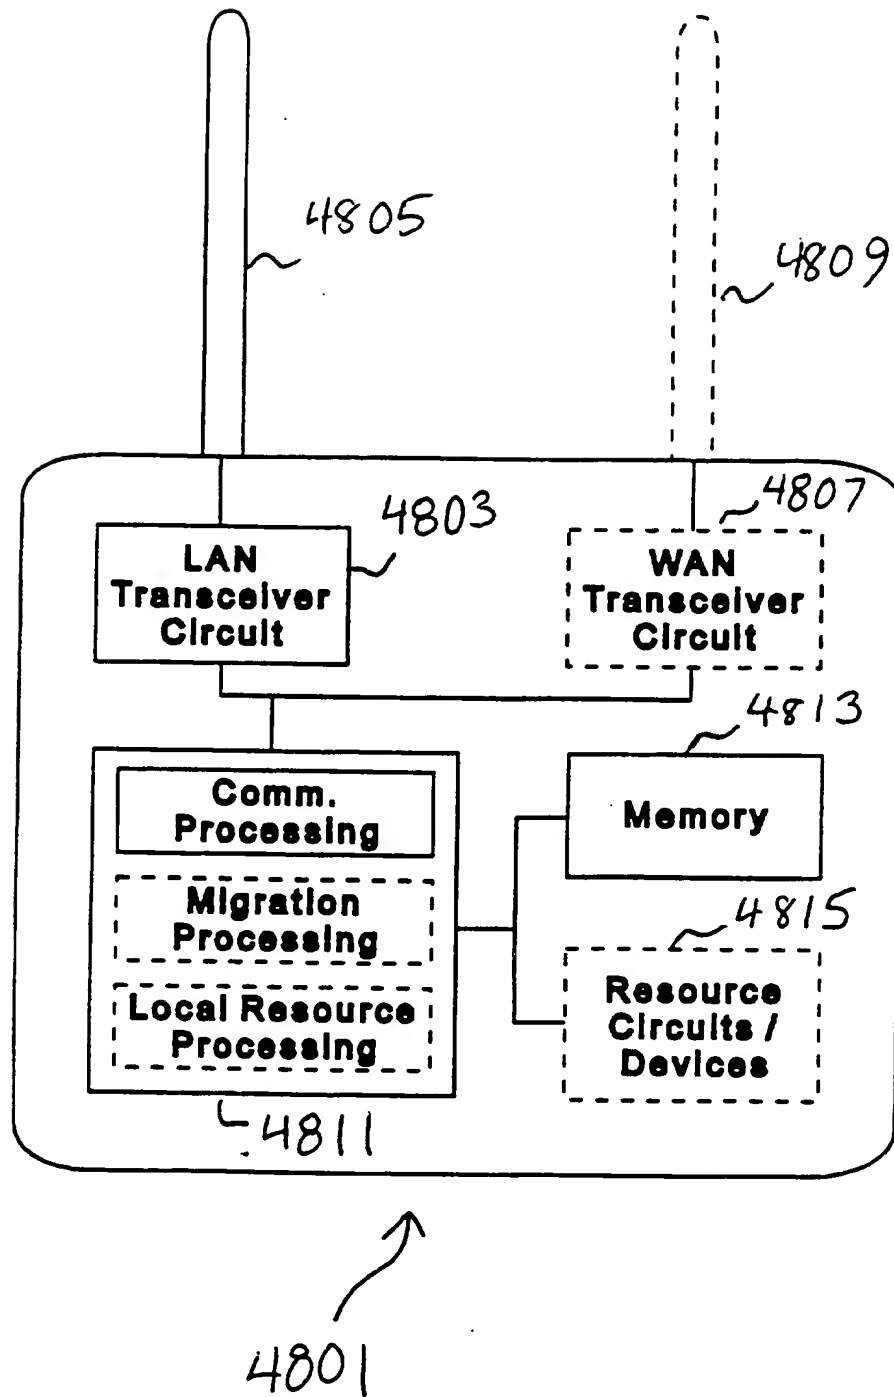 4805
4809
4807
4803
LAN
Transceiver
Circuit
WAN
Transceiver
Circuit
4813
Comm.
Processing
Memory
Migration
Processing
4815
Local Resource
Processing
Resource
Circuits /
Devices
4811
4801